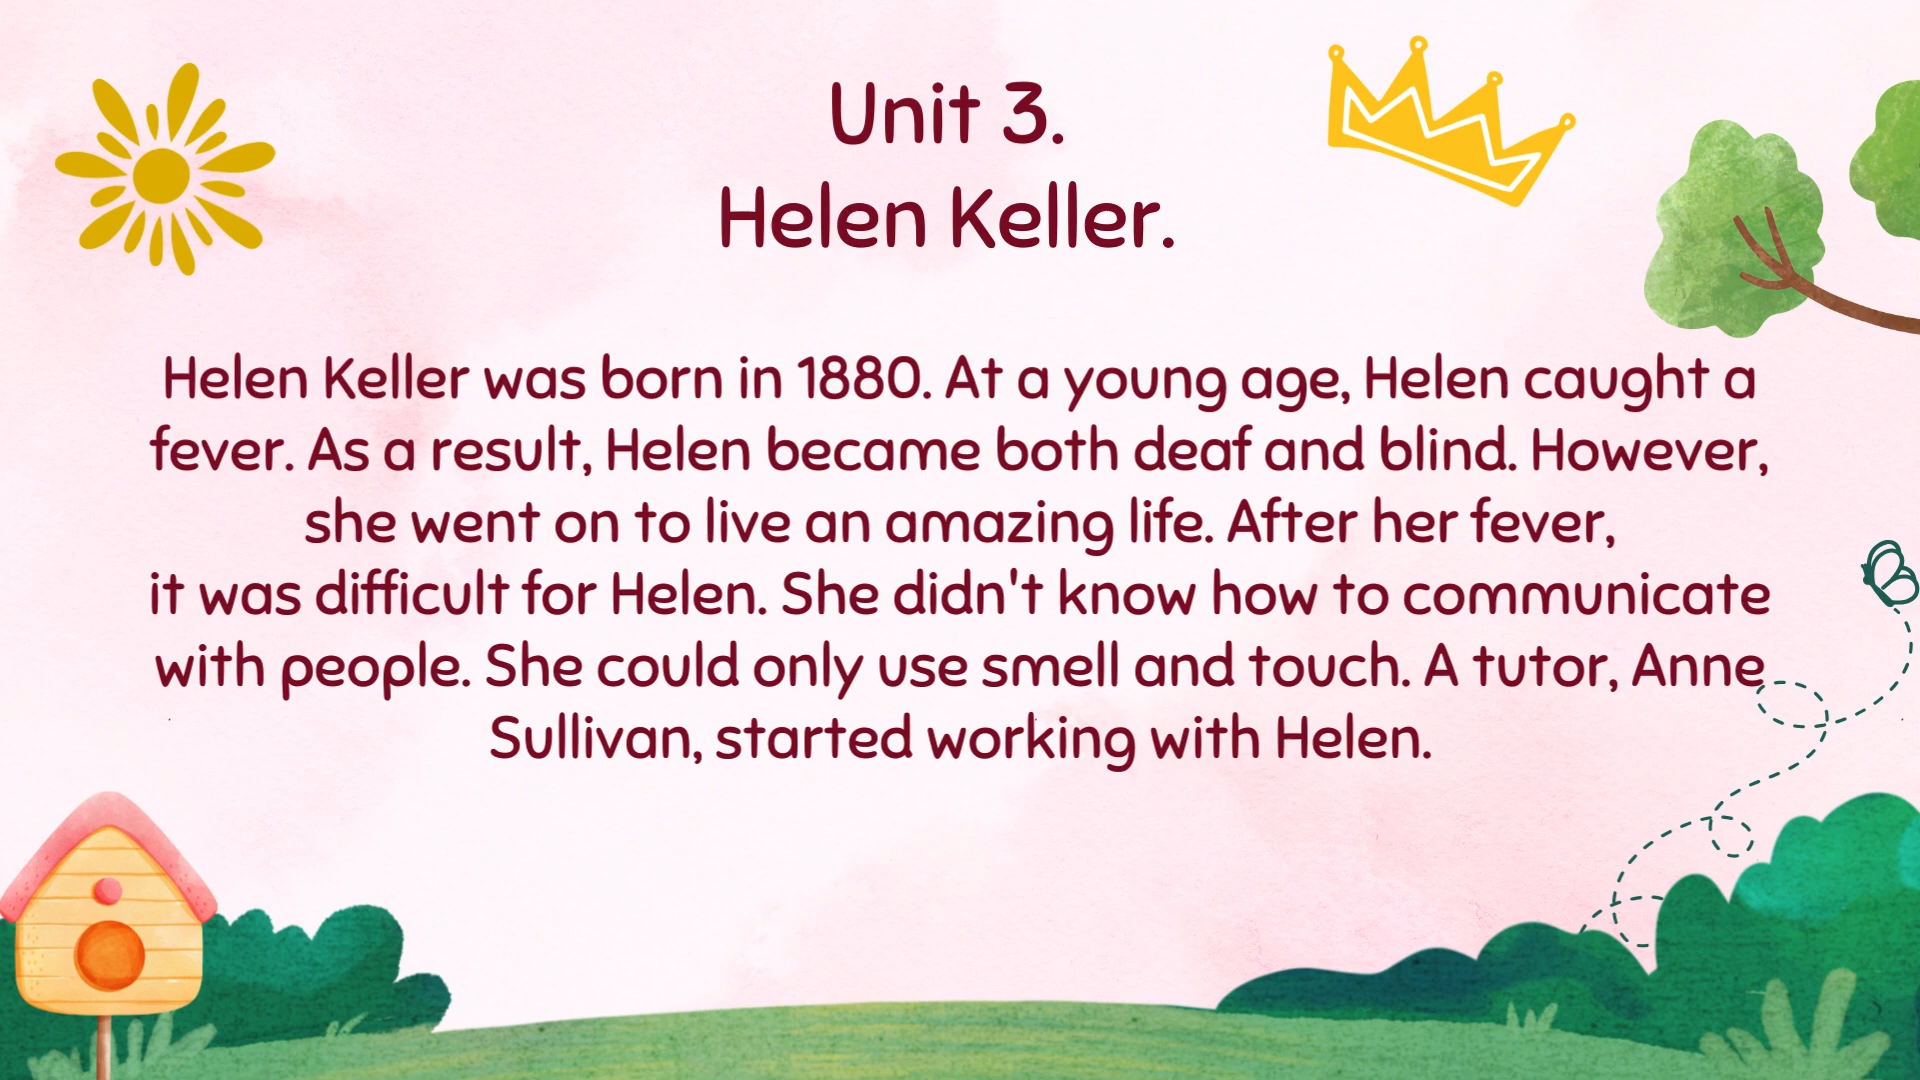 Unit 3.
Helen Keller.
Helen Keller was born in 1880. At a young age, Helen caught a
fever. As a result, Helen became both deaf and blind. However,
she went on to live an amazing life. After her fever,
it was difficult for Helen. She didn't know how to communicate
with people. She could only use smell and touch. A tutor, Anne
Sullivan, started working with Helen.